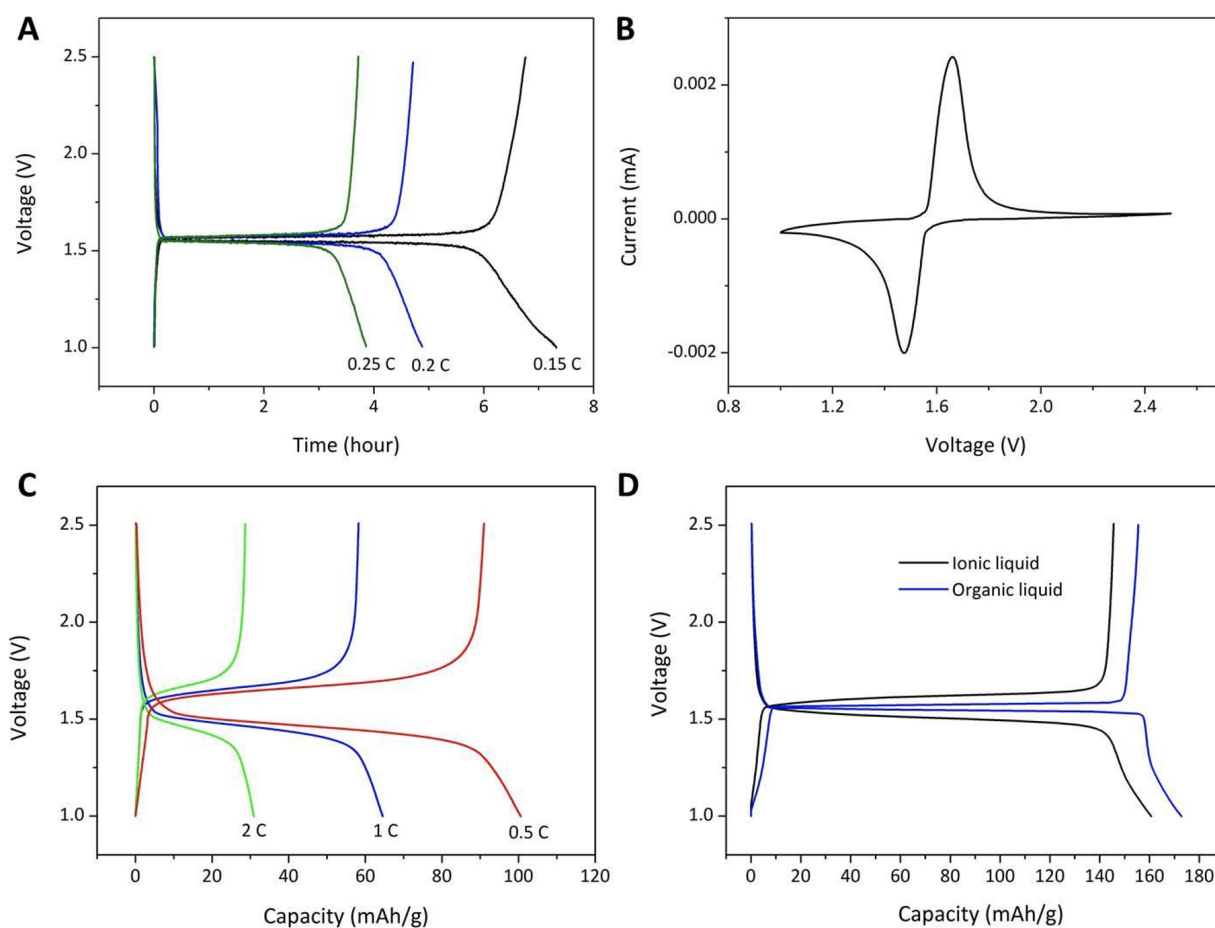 A
2.5
2.0
1.5
1.0
Voltage (V)
0.25 C
0.2 C
0.15 C
0
2
4
6
8
Time (hour)
B
0.002
0.000
-0.002
Current (mA)
0.8
1.2
1.6
2.0
2.4
Voltage (V)
C
2.5
2.0
1.5
1.0
Voltage (V)
2 C
1 C
0.5 C
0
20
40
60
80
100
120
Capacity (mAh/g)
D
2.5
2.0
1.5
1.0
Voltage (V)
Ionic liquid
Organic liquid
0
20
40
60
80
100
120
140
160
180
Capacity (mAh/g)